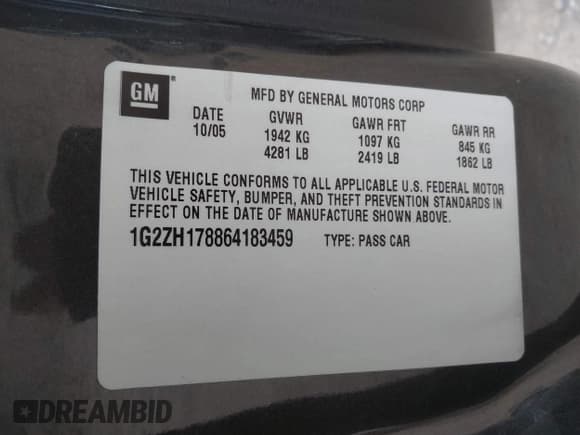 GM ®
MFD BY GENERAL MOTORS CORP
DATE GVWR GAWR FRT GAWR RR
10/05 1942 KG 1097 KG 845 KG
4281 LB 2419 LB 1862 LB
THIS VEHICLE CONFORMS TO ALL APPLICABLE U.S. FEDERAL MOTOR
VEHICLE SAFETY, BUMPER, AND THEFT PREVENTION STANDARDS IN
EFFECT ON THE DATE OF MANUFACTURE SHOWN ABOVE.
1G2ZH178864183459 TYPE: PASS CAR
DREAMBID